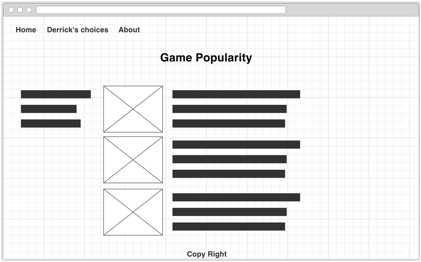 Home Derrick's choices About
Game Popularity
Copy Right